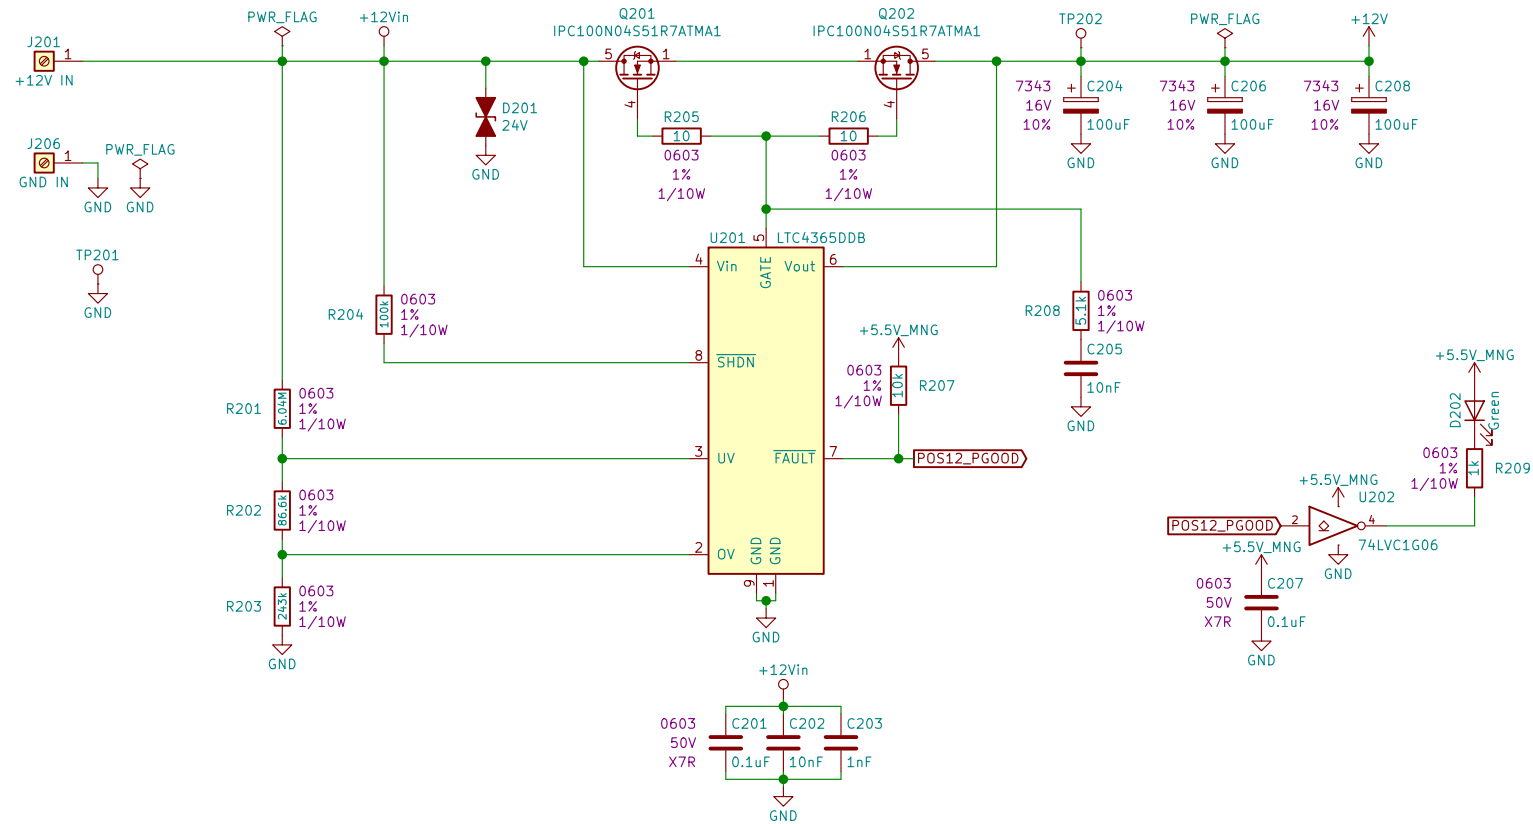 J201
1
+12V IN
J206
1
GND IN
GND
PWR_FLAG
GND
TP201
GND
PWR_FLAG
+12Vin
D201
24V
GND
Q201
IPC100N04S51R7ATMA1
5
1
4
Q202
IPC100N04S51R7ATMA1
1
5
4
R205
10
0603
1%
1/10W
R206
10
0603
1%
1/10W
TP202
7343
16V
10%
+
C204
100uF
GND
PWR_FLAG
7343
16V
10%
+
C206
100uF
GND
+12V
7343
16V
10%
+
C208
100uF
GND
R204
100k
0603
1%
1/10W
R201
6.04M
0603
1%
1/10W
R202
86.6k
0603
1%
1/10W
R203
243k
0603
1%
1/10W
GND
U201
LTC4365DDB
5
GATE
4
Vin
Vout
6
8
SHDN
3
UV
FAULT
7
2
OV
GND
GND
9
1
GND
+5.5V_MNG
0603
1%
1/10W
10k
R207
POS12_PGOOD
R208
5.1k
0603
1%
1/10W
C205
10nF
GND
+5.5V_MNG
D202
Green
0603
1%
1/10W
1k
R209
+5.5V_MNG
U202
POS12_PGOOD
2
4
74LVC1G06
GND
+5.5V_MNG
0603
50V
X7R
C207
0.1uF
GND
+12Vin
0603
50V
X7R
C201
0.1uF
C202
10nF
C203
1nF
GND